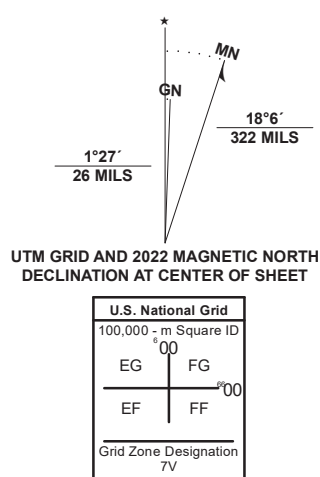 ★
MN
GN
18°6´
322 MILS
1°27´
26 MILS
UTM GRID AND 2022 MAGNETIC NORTH
DECLINATION AT CENTER OF SHEET
U.S. National Grid
100,000 - m Square ID
⁶00
EG FG
⁶⁶00
EF FF
Grid Zone Designation
7V